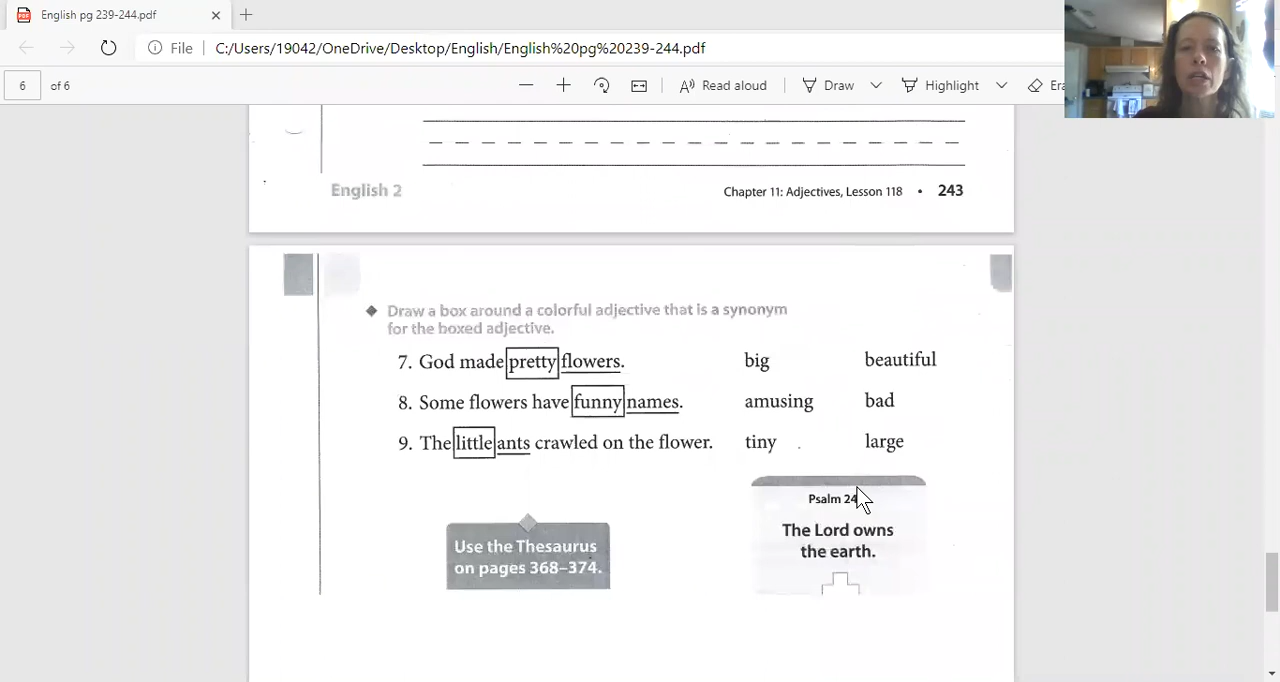 English pg 239-244.pdf
File
C:/Users/19042/OneDrive/Desktop/English/English%20pg%20239-244.pdf
6 of 6 Read aloud Draw Highlight Era
English 2
Chapter 11: Adjectives, Lesson 118 • 243
Draw a box around a colorful adjective that is a synonym
for the boxed adjective.
7. God made pretty flowers. big beautiful
8. Some flowers have funny names. amusing bad
9. The little ants crawled on the flower. tiny large
Use the Thesaurus
on pages 368–374.
Psalm 24
The Lord owns
the earth.